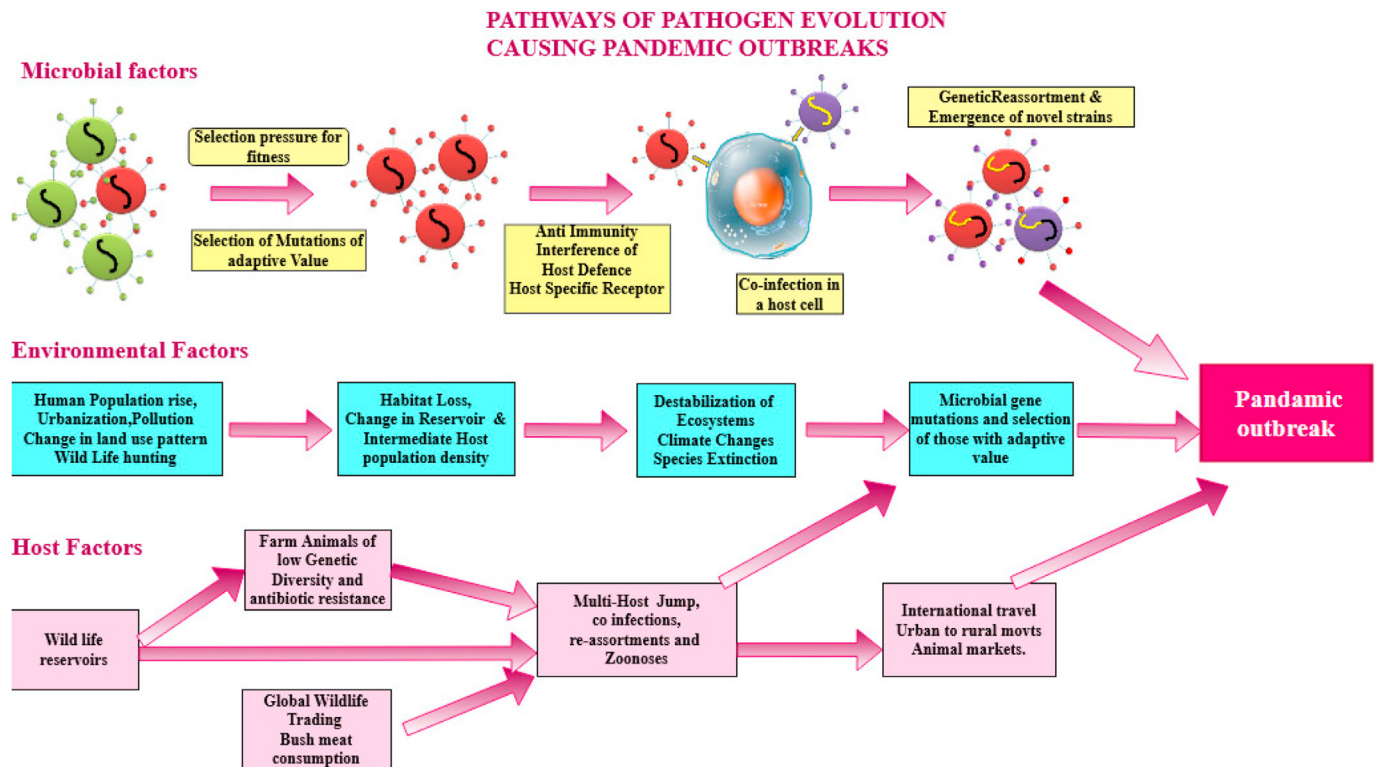 PATHWAYS OF PATHOGEN EVOLUTION
CAUSING PANDEMIC OUTBREAKS
Microbial factors
Selection pressure for
fitness
Selection of Mutations of
adaptive Value
Anti Immunity
Interference of
Host Defence
Host Specific Receptor
Co-infection in
a host cell
GeneticReassortment &
Emergence of novel strains
Environmental Factors
Human Population rise,
Urbanization,Pollution
Change in land use pattern
Wild Life hunting
Habitat Loss,
Change in Reservoir &
Intermediate Host
population density
Destabilization of
Ecosystems
Climate Changes
Species Extinction
Microbial gene
mutations and selection
of those with adaptive
value
Pandamic
outbreak
Host Factors
Wild life
reservoirs
Farm Animals of
low Genetic
Diversity and
antibiotic resistance
Global Wildlife
Trading
Bush meat
consumption
Multi-Host Jump,
co infections,
re-assortments and
Zoonoses
International travel
Urban to rural movts
Animal markets.